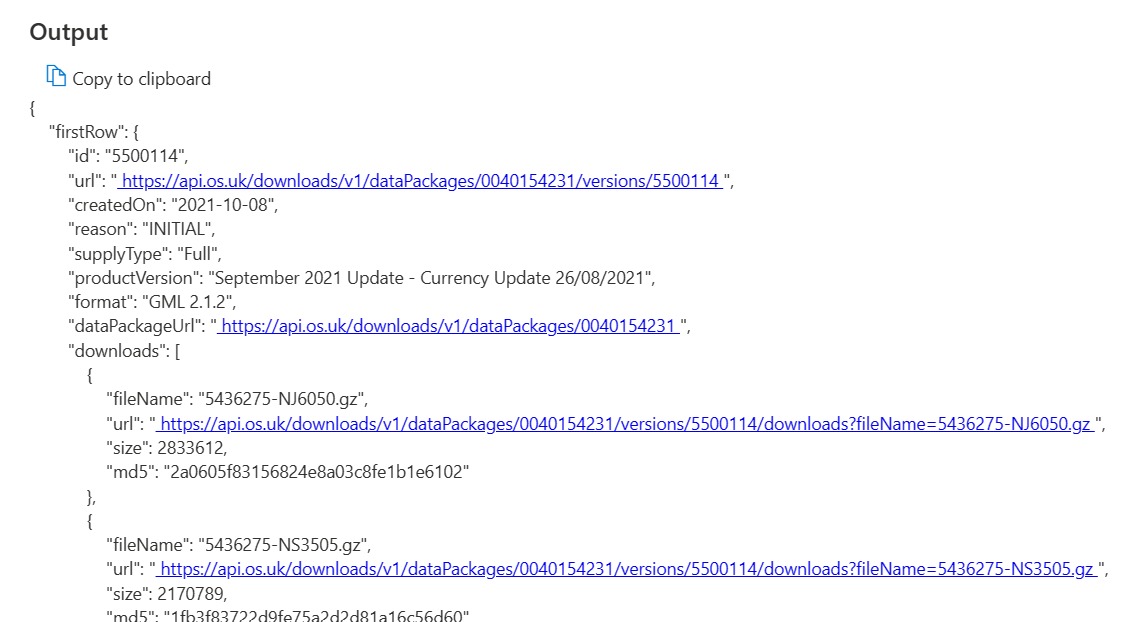 Output
Copy to clipboard
{
"firstRow": {
"id": "5500114",
"url": " https://api.os.uk/downloads/v1/dataPackages/0040154231/versions/5500114 ",
"createdOn": "2021-10-08",
"reason": "INITIAL",
"supplyType": "Full",
"productVersion": "September 2021 Update - Currency Update 26/08/2021",
"format": "GML 2.1.2",
"dataPackageUrl": " https://api.os.uk/downloads/v1/dataPackages/0040154231 ",
"downloads": [
{
"fileName": "5436275-NJ6050.gz",
"url": " https://api.os.uk/downloads/v1/dataPackages/0040154231/versions/5500114/downloads?fileName=5436275-NJ6050.gz ",
"size": 2833612,
"md5": "2a0605f83156824e8a03c8fe1b1e6102"
},
{
"fileName": "5436275-NS3505.gz",
"url": " https://api.os.uk/downloads/v1/dataPackages/0040154231/versions/5500114/downloads?fileName=5436275-NS3505.gz ",
"size": 2170789,
"md5": "1fb3f83722d9fe75a2d2d81a16c56d60"